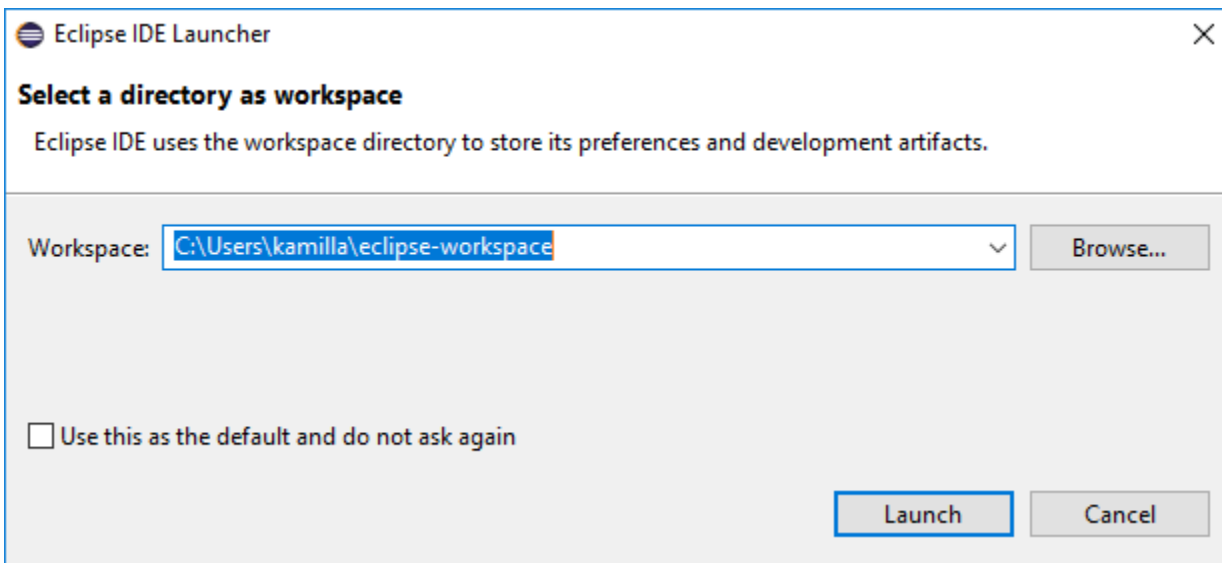 Eclipse IDE Launcher
Select a directory as workspace
Eclipse IDE uses the workspace directory to store its preferences and development artifacts.
Workspace: C:\Users\kamilla\eclipse-workspace Browse...
Use this as the default and do not ask again
Launch Cancel